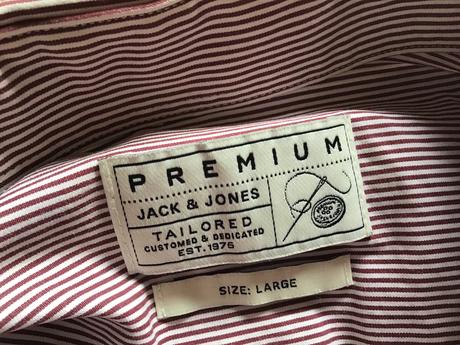 PREMIUM
JACK & JONES
TAILORED
CUSTOMED & DEDICATED
EST. 1975
SIZE: LARGE